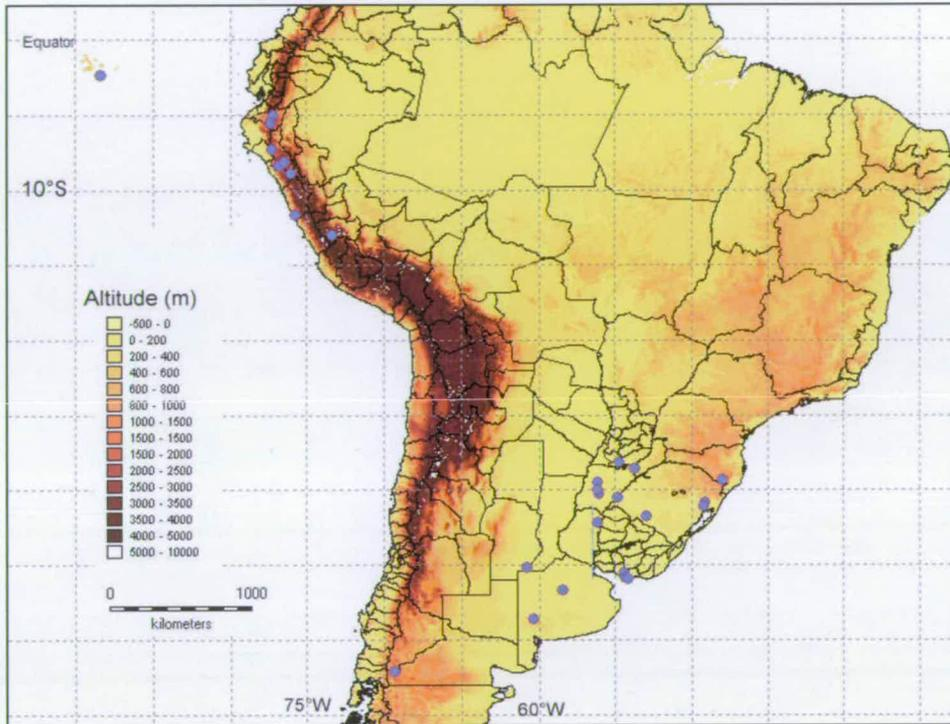 Equator
10°S
Altitude (m)
-500 - 0
0 - 200
200 - 400
400 - 600
600 - 800
800 - 1000
1000 - 1500
1500 - 1500
1500 - 2000
2000 - 2500
2500 - 3000
3000 - 3500
3500 - 4000
4000 - 5000
5000 - 10000
0 1000
kilometers
75°W
60°W